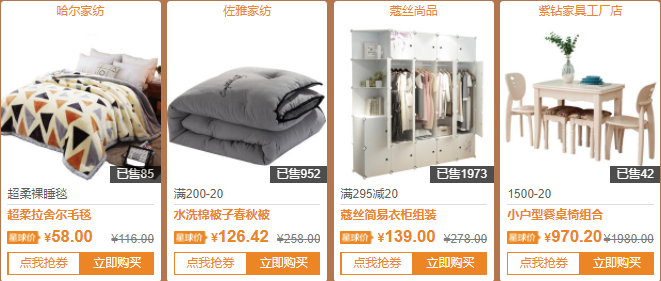 哈尔家纺
已售85
超柔裸睡毯
超柔拉舍尔毛毯
星球价 ¥58.00 ¥116.00
点我抢券 立即购买
佐雅家纺
已售952
满200-20
水洗棉被子春秋被
星球价 ¥126.42 ¥258.00
点我抢券 立即购买
蔻丝尚品
已售1973
满295减20
蔻丝简易衣柜组装
星球价 ¥139.00 ¥278.00
点我抢券 立即购买
紫钻家具工厂店
已售42
1500-20
小户型餐桌椅组合
星球价 ¥970.20 ¥1980.00
点我抢券 立即购买